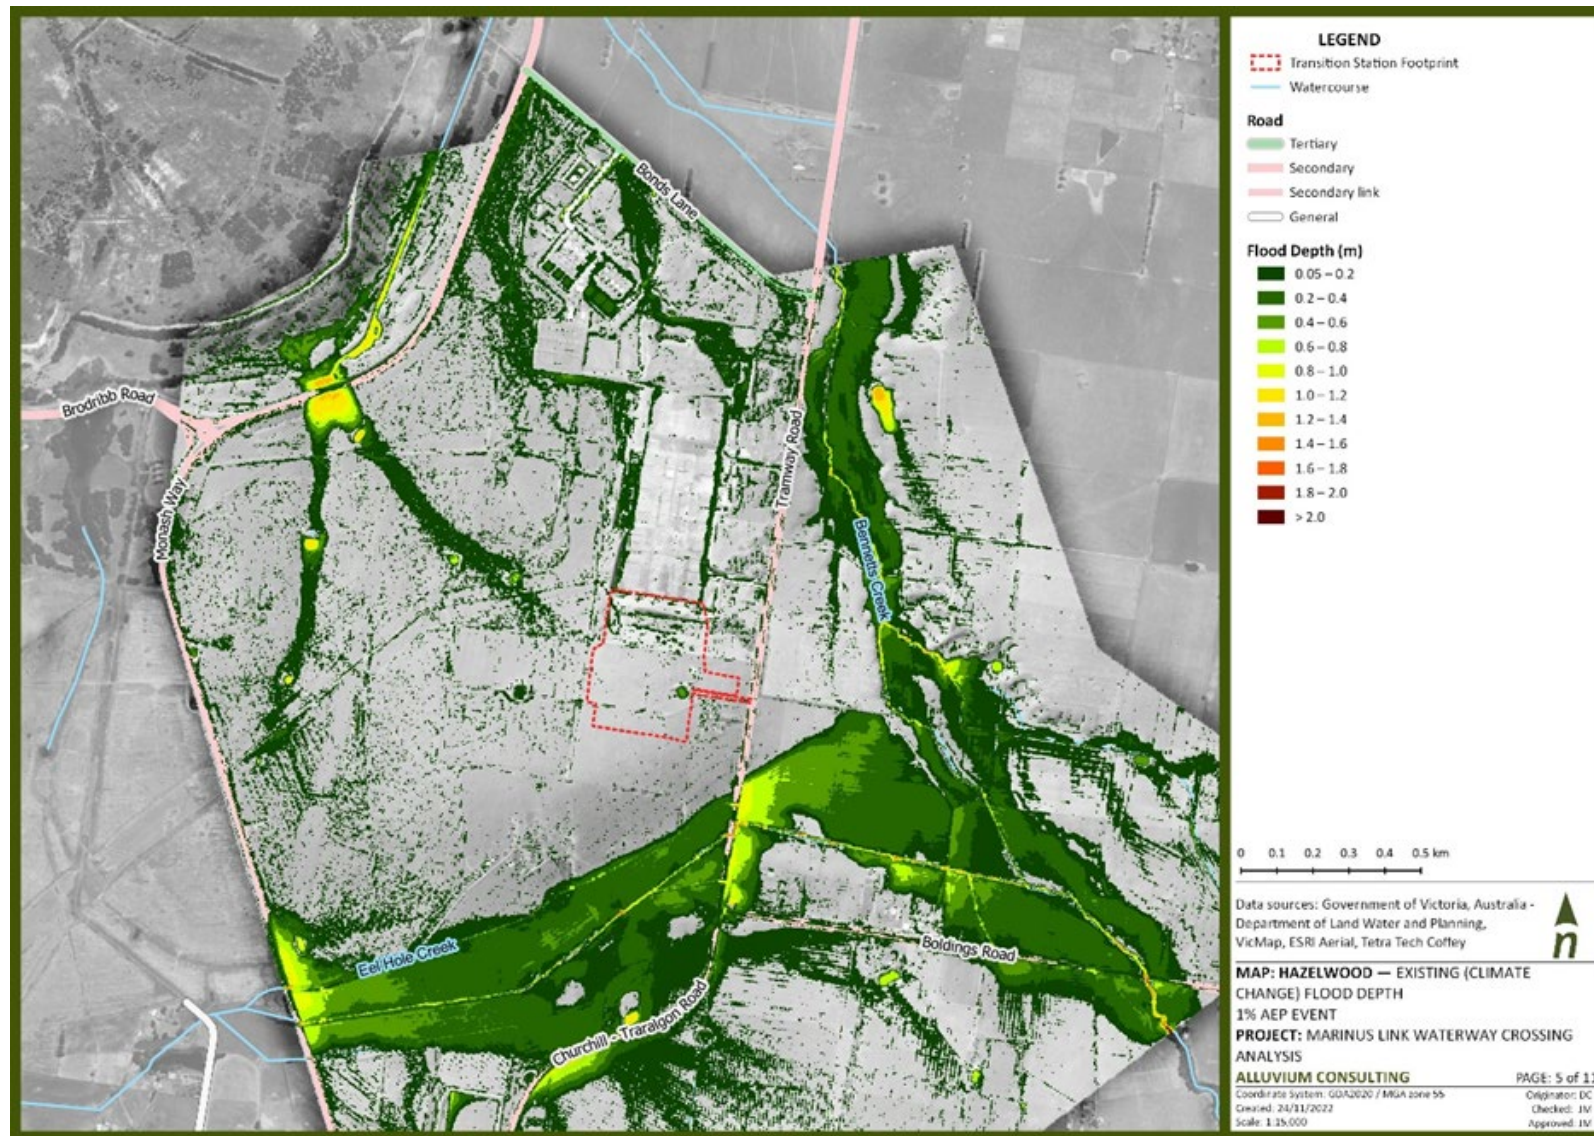 Bonds Lane
Brodribb Road
Monash Way
Tramway Road
Bennetts Creek
Eel Hole Creek
Boldings Road
Churchill - Traralgon Road
LEGEND
Transition Station Footprint
Watercourse
Road
Tertiary
Secondary
Secondary link
General
Flood Depth (m)
0.05 – 0.2
0.2 – 0.4
0.4 – 0.6
0.6 – 0.8
0.8 – 1.0
1.0 – 1.2
1.2 – 1.4
1.4 – 1.6
1.6 – 1.8
1.8 – 2.0
> 2.0
0 0.1 0.2 0.3 0.4 0.5 km
Data sources: Government of Victoria, Australia -
Department of Land Water and Planning,
VicMap, ESRI Aerial, Tetra Tech Coffey
n
MAP: HAZELWOOD — EXISTING (CLIMATE
CHANGE) FLOOD DEPTH
1% AEP EVENT
PROJECT: MARINUS LINK WATERWAY CROSSING
ANALYSIS
ALLUVIUM CONSULTING PAGE: 5 of 11
Coordinate System: GDA2020 / MGA zone 55 Originator: DC
Created: 24/11/2022 Checked: JM
Scale: 1:15,000 Approved: JM